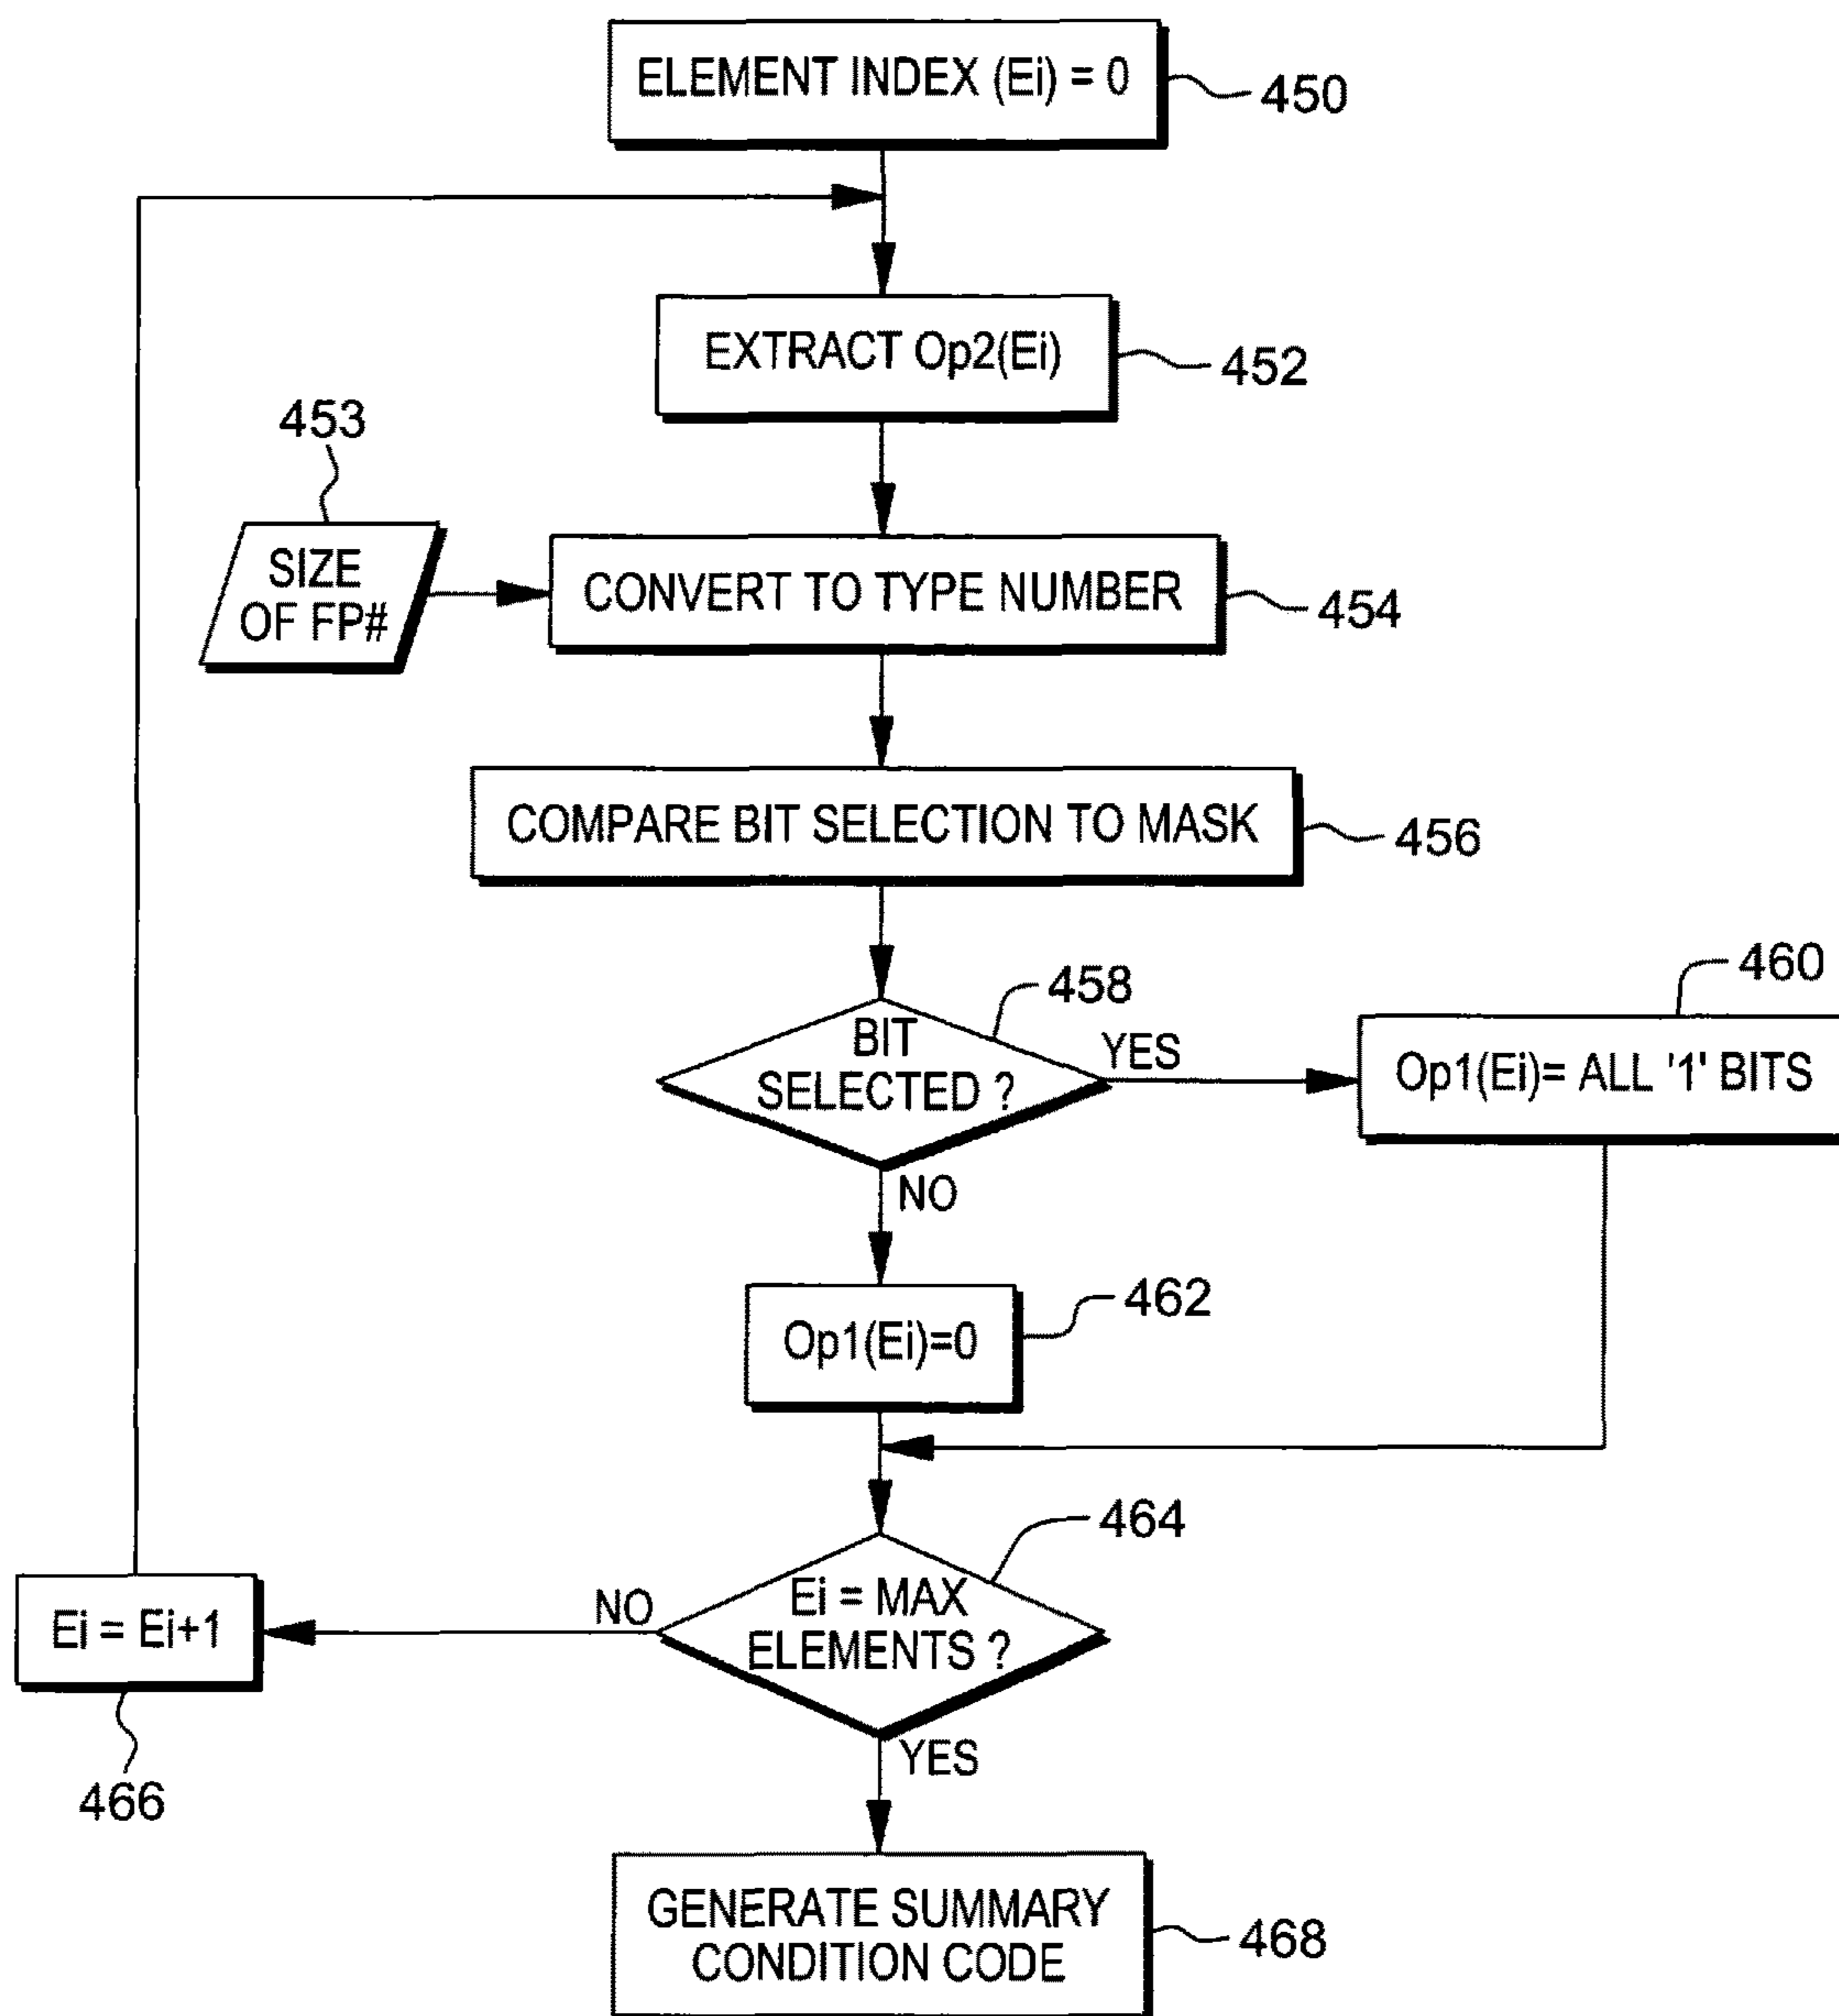 ELEMENT INDEX (Ei) = 0
450
EXTRACT Op2(Ei)
452
453
SIZE
OF FP#
CONVERT TO TYPE NUMBER
454
COMPARE BIT SELECTION TO MASK
456
458
BIT
SELECTED ?
YES
460
Op1(Ei)= ALL '1' BITS
NO
Op1(Ei)=0
462
464
Ei = MAX
ELEMENTS ?
NO
Ei = Ei+1
466
YES
GENERATE SUMMARY
CONDITION CODE
468